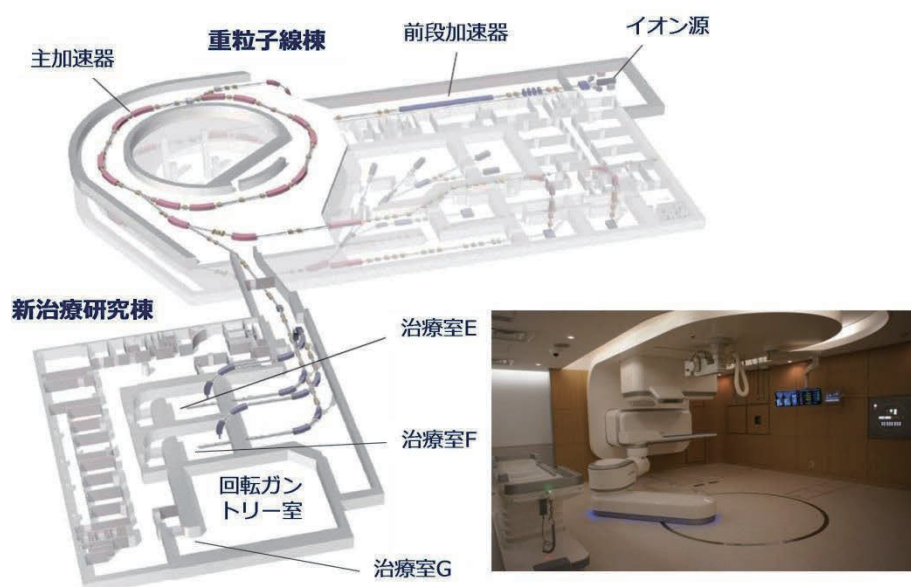 重粒子線棟
前段加速器
イオン源
主加速器
新治療研究棟
治療室E
治療室F
回転ガン
トリー室
治療室G